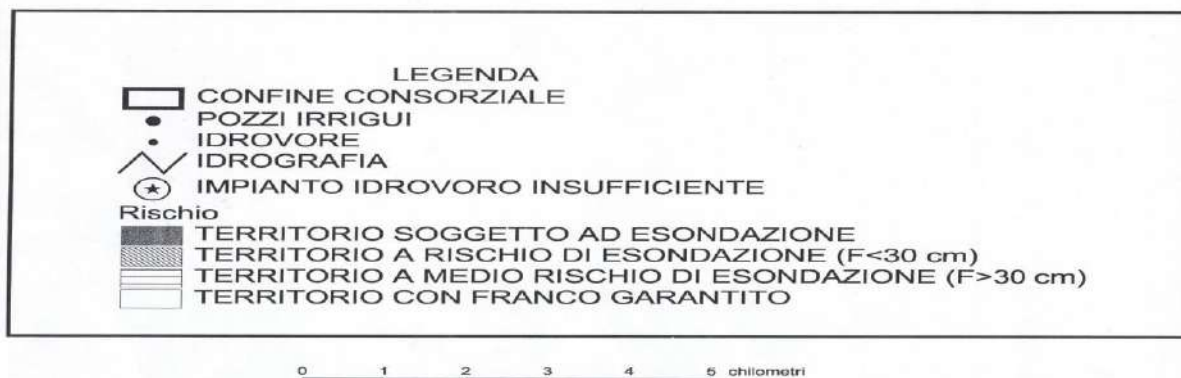 LEGENDA
CONFINE CONSORZIALE
POZZI IRRIGUI
IDROVORE
IDROGRAFIA
IMPIANTO IDROVORO INSUFFICIENTE
Rischio
TERRITORIO SOGGETTO AD ESONDAZIONE
TERRITORIO A RISCHIO DI ESONDAZIONE (F<30 cm)
TERRITORIO A MEDIO RISCHIO DI ESONDAZIONE (F>30 cm)
TERRITORIO CON FRANCO GARANTITO
0 1 2 3 4 5 chilometri